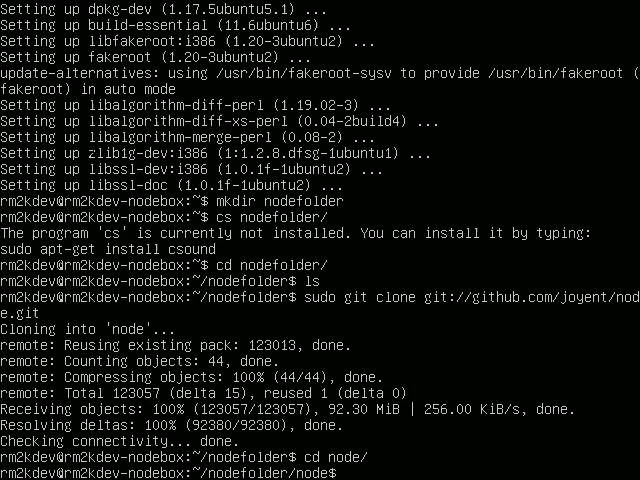 Setting up dpkg-dev (1.17.5ubuntu5.1) ...
Setting up build-essential (11.6ubuntu6) ...
Setting up libfakeroot:i386 (1.20-3ubuntu2) ...
Setting up fakeroot (1.20-3ubuntu2) ...
update-alternatives: using /usr/bin/fakeroot-sysv to provide /usr/bin/fakeroot (
fakeroot) in auto mode
Setting up libalgorithm-diff-perl (1.19.02-3) ...
Setting up libalgorithm-diff-xs-perl (0.04-2build4) ...
Setting up libalgorithm-merge-perl (0.08-2) ...
Setting up zlib1g-dev:i386 (1:1.2.8.dfsg-1ubuntu1) ...
Setting up libssl-dev:i386 (1.0.1f-1ubuntu2) ...
Setting up libssl-doc (1.0.1f-1ubuntu2) ...
rm2kdev@rm2kdev-nodebox:~$ mkdir nodefolder
rm2kdev@rm2kdev-nodebox:~$ cs nodefolder/
The program 'cs' is currently not installed. You can install it by typing:
sudo apt-get install csound
rm2kdev@rm2kdev-nodebox:~$ cd nodefolder/
rm2kdev@rm2kdev-nodebox:~/nodefolder$ ls
rm2kdev@rm2kdev-nodebox:~/nodefolder$ sudo git clone git://github.com/joyent/nod
e.git
Cloning into 'node'...
remote: Reusing existing pack: 123013, done.
remote: Counting objects: 44, done.
remote: Compressing objects: 100% (44/44), done.
remote: Total 123057 (delta 15), reused 1 (delta 0)
Receiving objects: 100% (123057/123057), 92.30 MiB | 256.00 KiB/s, done.
Resolving deltas: 100% (92380/92380), done.
Checking connectivity... done.
rm2kdev@rm2kdev-nodebox:~/nodefolder$ cd node/
rm2kdev@rm2kdev-nodebox:~/nodefolder/node$